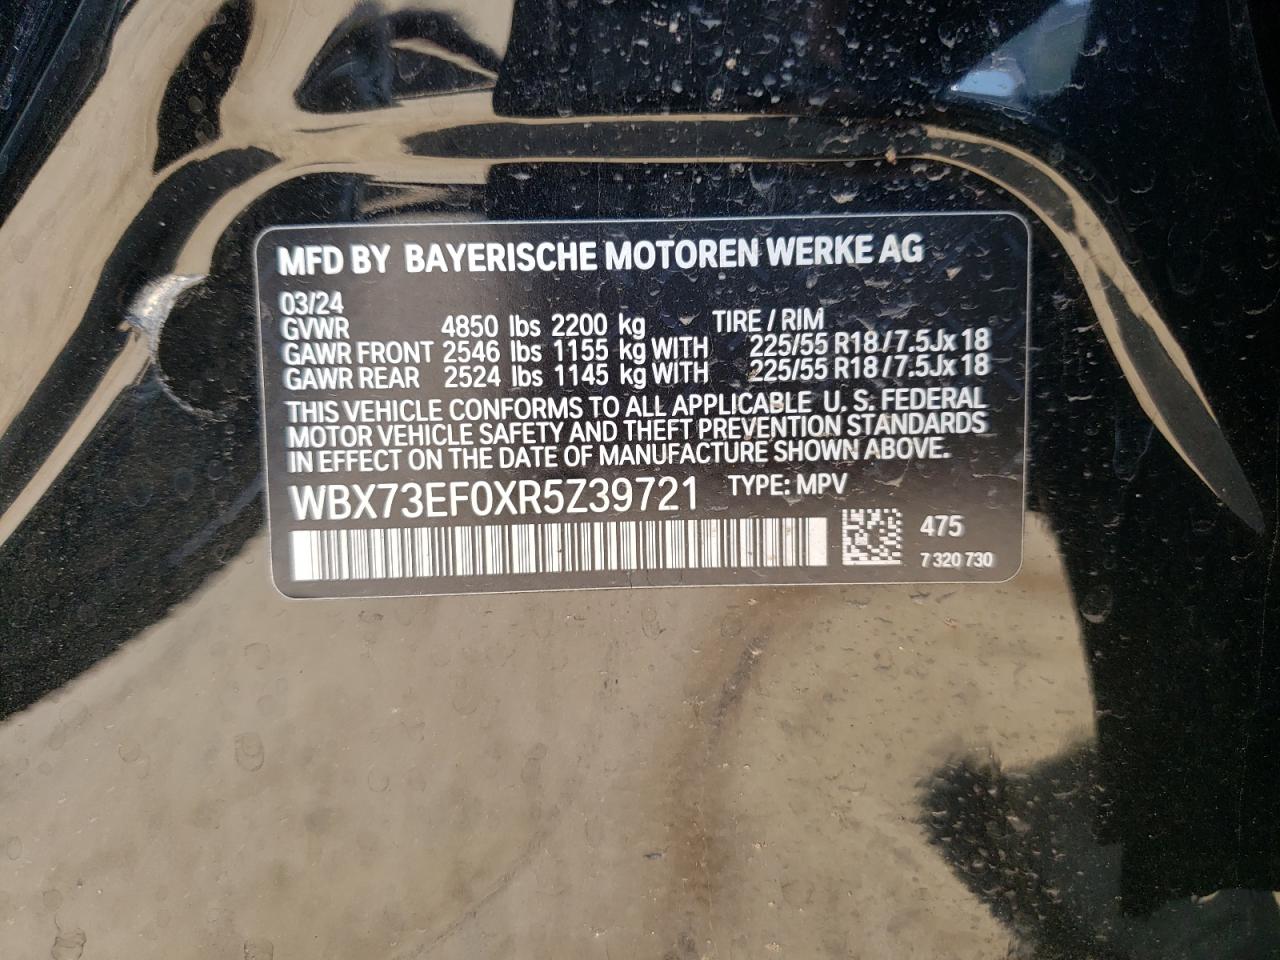 MFD BY BAYERISCHE MOTOREN WERKE AG
03/24
GVWR 4850 lbs 2200 kg TIRE / RIM
GAWR FRONT 2546 lbs 1155 kg WITH 225/55 R18/7.5Jx18
GAWR REAR 2524 lbs 1145 kg WITH 225/55 R18/7.5Jx18
THIS VEHICLE CONFORMS TO ALL APPLICABLE U. S. FEDERAL
MOTOR VEHICLE SAFETY AND THEFT PREVENTION STANDARDS
IN EFFECT ON THE DATE OF MANUFACTURE SHOWN ABOVE.
WBX73EF0XR5Z39721 TYPE: MPV
475
7 320 730